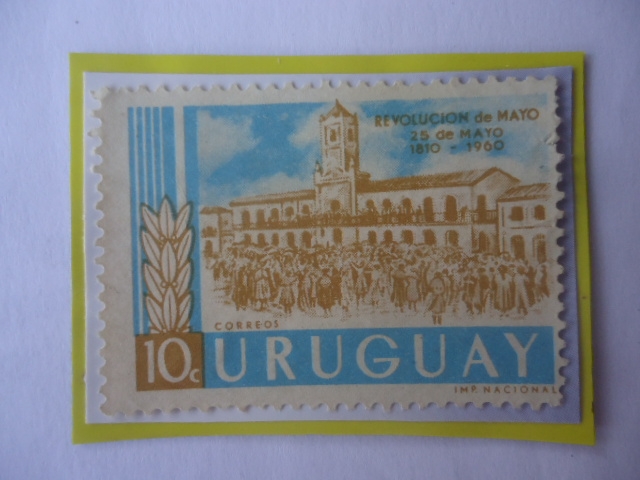 REVOLUCION de MAYO
25 de MAYO
1810 - 1960
CORREOS
10c URUGUAY
IMP. NACIONAL